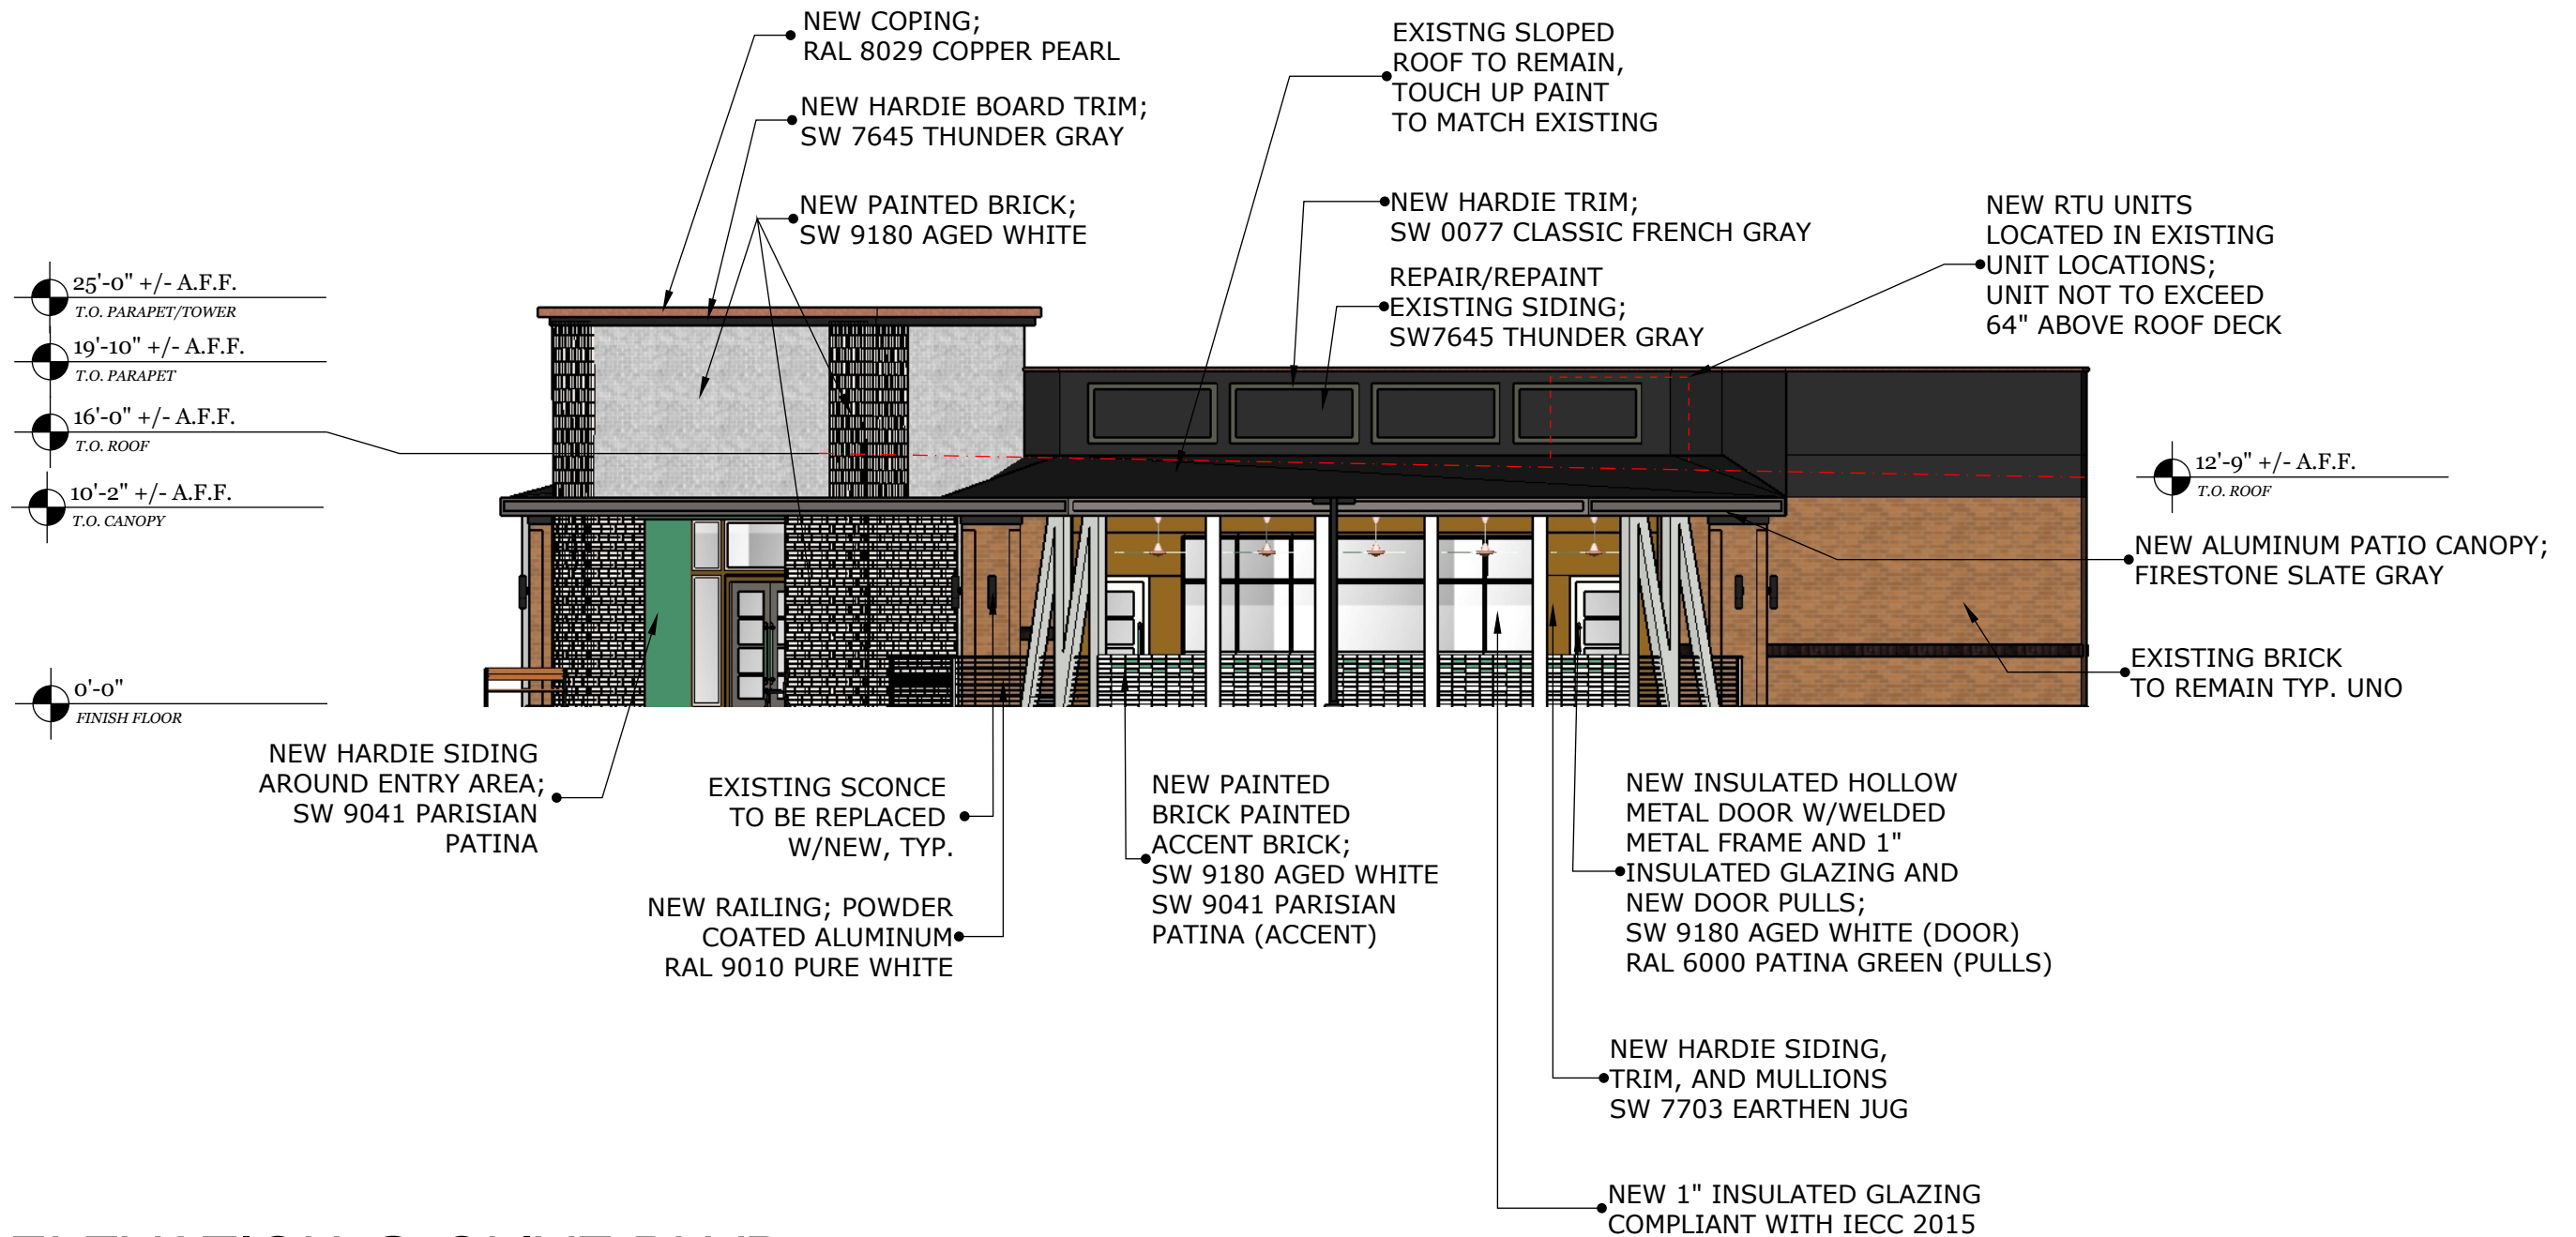 NEW COPING;
RAL 8029 COPPER PEARL
NEW HARDIE BOARD TRIM;
SW 7645 THUNDER GRAY
NEW PAINTED BRICK;
SW 9180 AGED WHITE
EXISTNG SLOPED
ROOF TO REMAIN,
TOUCH UP PAINT
TO MATCH EXISTING
NEW HARDIE TRIM;
SW 0077 CLASSIC FRENCH GRAY
REPAIR/REPAINT
EXISTING SIDING;
SW7645 THUNDER GRAY
NEW RTU UNITS
LOCATED IN EXISTING
UNIT LOCATIONS;
UNIT NOT TO EXCEED
64" ABOVE ROOF DECK
25'-0" +/- A.F.F.
T.O. PARAPET/TOWER
19'-10" +/- A.F.F.
T.O. PARAPET
16'-0" +/- A.F.F.
T.O. ROOF
10'-2" +/- A.F.F.
T.O. CANOPY
0'-0"
FINISH FLOOR
12'-9" +/- A.F.F.
T.O. ROOF
NEW ALUMINUM PATIO CANOPY;
FIRESTONE SLATE GRAY
EXISTING BRICK
TO REMAIN TYP. UNO
NEW HARDIE SIDING
AROUND ENTRY AREA;
SW 9041 PARISIAN
PATINA
EXISTING SCONCE
TO BE REPLACED
W/NEW, TYP.
NEW RAILING; POWDER
COATED ALUMINUM
RAL 9010 PURE WHITE
NEW PAINTED
BRICK PAINTED
ACCENT BRICK;
SW 9180 AGED WHITE
SW 9041 PARISIAN
PATINA (ACCENT)
NEW INSULATED HOLLOW
METAL DOOR W/WELDED
METAL FRAME AND 1"
INSULATED GLAZING AND
NEW DOOR PULLS;
SW 9180 AGED WHITE (DOOR)
RAL 6000 PATINA GREEN (PULLS)
NEW HARDIE SIDING,
TRIM, AND MULLIONS
SW 7703 EARTHEN JUG
NEW 1" INSULATED GLAZING
COMPLIANT WITH IECC 2015